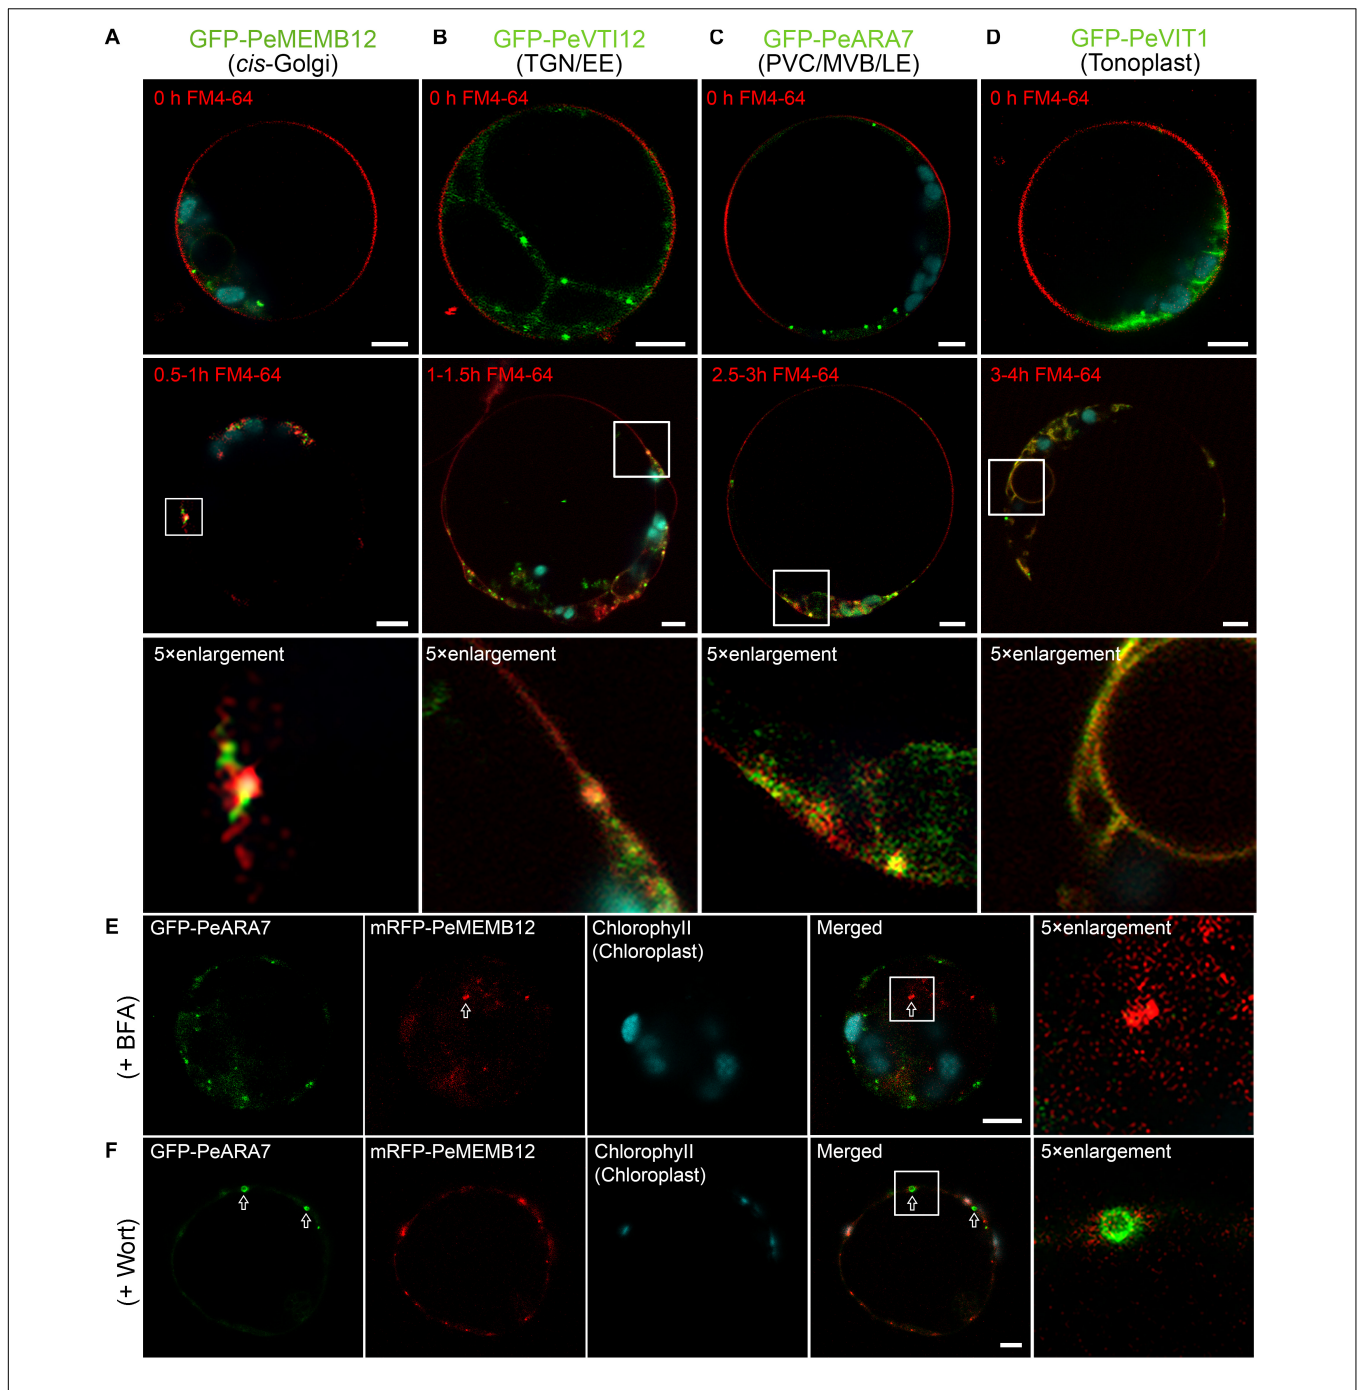 A GFP-PeMEMB12 B GFP-PeVTI12 C GFP-PeARA7 D GFP-PeVIT1
(cis-Golgi) (TGN/EE) (PVC/MVB/LE) (Tonoplast)
0 h FM4-64 0 h FM4-64 0 h FM4-64 0 h FM4-64
0.5-1h FM4-64 1-1.5h FM4-64 2.5-3h FM4-64 3-4h FM4-64
5×enlargement 5×enlargement 5×enlargement 5×enlargement
E GFP-PeARA7 mRFP-PeMEMB12 Chlorophyll Merged 5×enlargement
(Chloroplast)
(+ BFA)
F GFP-PeARA7 mRFP-PeMEMB12 Chlorophyll Merged 5×enlargement
(Chloroplast)
(+ Wort)